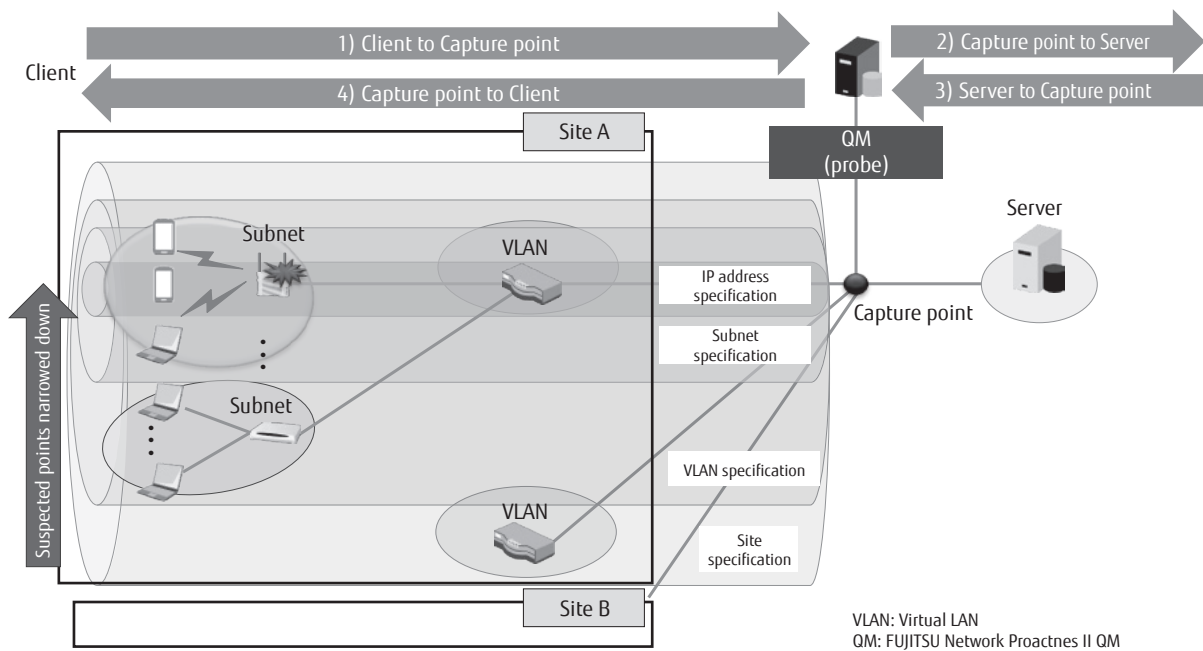 1) Client to Capture point
2) Capture point to Server
Client
4) Capture point to Client
3) Server to Capture point
Site A
QM
(probe)
Server
Subnet
VLAN
IP address
specification
Capture point
Subnet
specification
Suspected points narrowed down
Subnet
VLAN specification
VLAN
Site
specification
Site B
VLAN: Virtual LAN
QM: FUJITSU Network Proactnes II QM